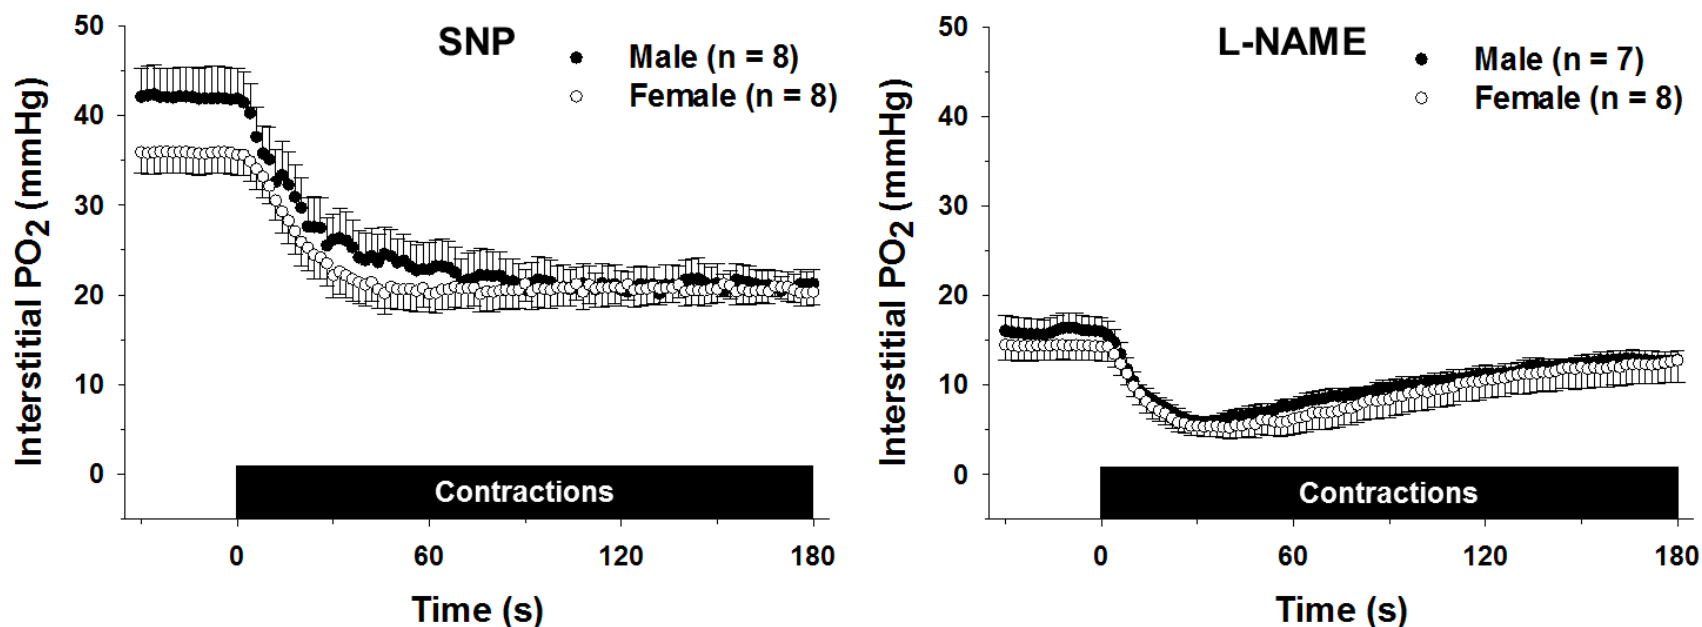 SNP
Male (n = 8)
Female (n = 8)
Interstitial PO2 (mmHg)
50
40
30
20
10
0
Contractions
0 60 120 180
Time (s)
L-NAME
Male (n = 7)
Female (n = 8)
Interstitial PO2 (mmHg)
50
40
30
20
10
0
Contractions
0 60 120 180
Time (s)